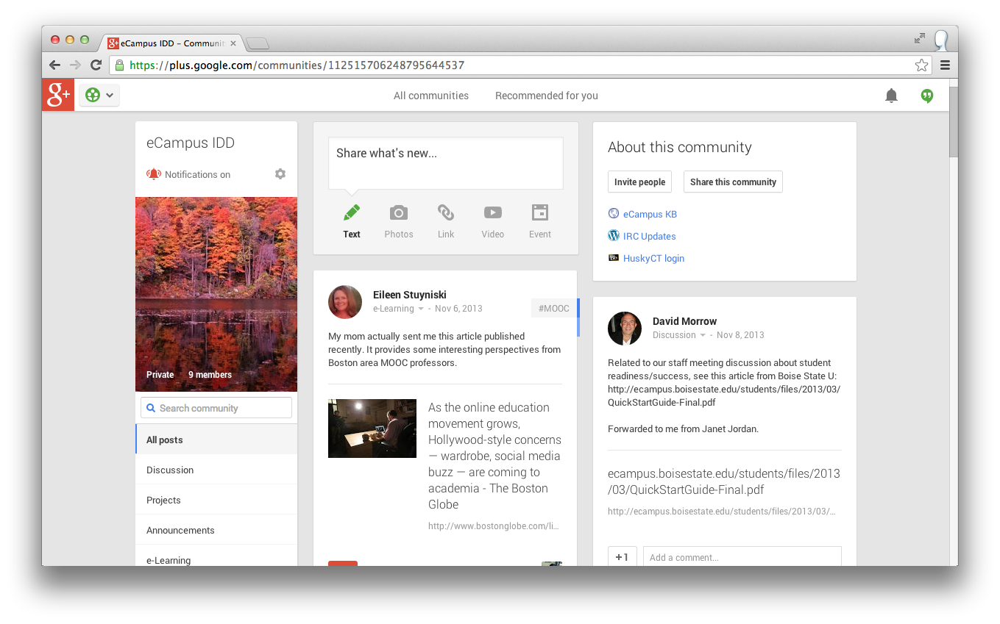 eCampus IDD – Communit
https://plus.google.com/communities/112515706248795644537
g+
All communities
Recommended for you
eCampus IDD
Notifications on
Private
9 members
Search community
All posts
Discussion
Projects
Announcements
e-Learning
Share what's new...
Text
Photos
Link
Video
Event
Eileen Stuyniski
e-Learning - Nov 6, 2013
#MOOC
My mom actually sent me this article published
recently. It provides some interesting perspectives from
Boston area MOOC professors.
As the online education
movement grows,
Hollywood-style concerns
— wardrobe, social media
buzz — are coming to
academia - The Boston
Globe
http://www.bostonglobe.com/li...
About this community
Invite people
Share this community
eCampus KB
IRC Updates
Bb
HuskyCT login
David Morrow
Discussion - Nov 8, 2013
Related to our staff meeting discussion about student
readiness/success, see this article from Boise State U:
http://ecampus.boisestate.edu/students/files/2013/03/
QuickStartGuide-Final.pdf
Forwarded to me from Janet Jordan.
ecampus.boisestate.edu/students/files/2013
/03/QuickStartGuide-Final.pdf
http://ecampus.boisestate.edu/students/files/2013/03/...
+1
Add a comment...